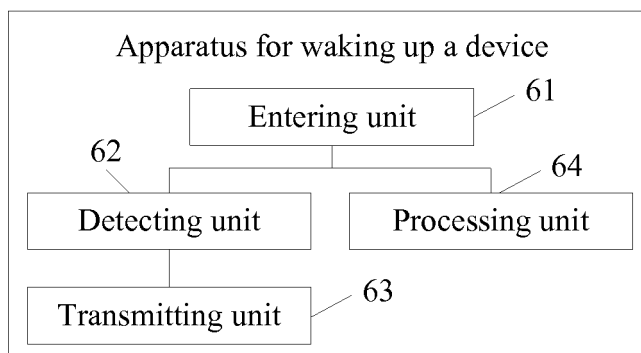 Apparatus for waking up a device
61
Entering unit
62
64
Detecting unit
Processing unit
63
Transmitting unit